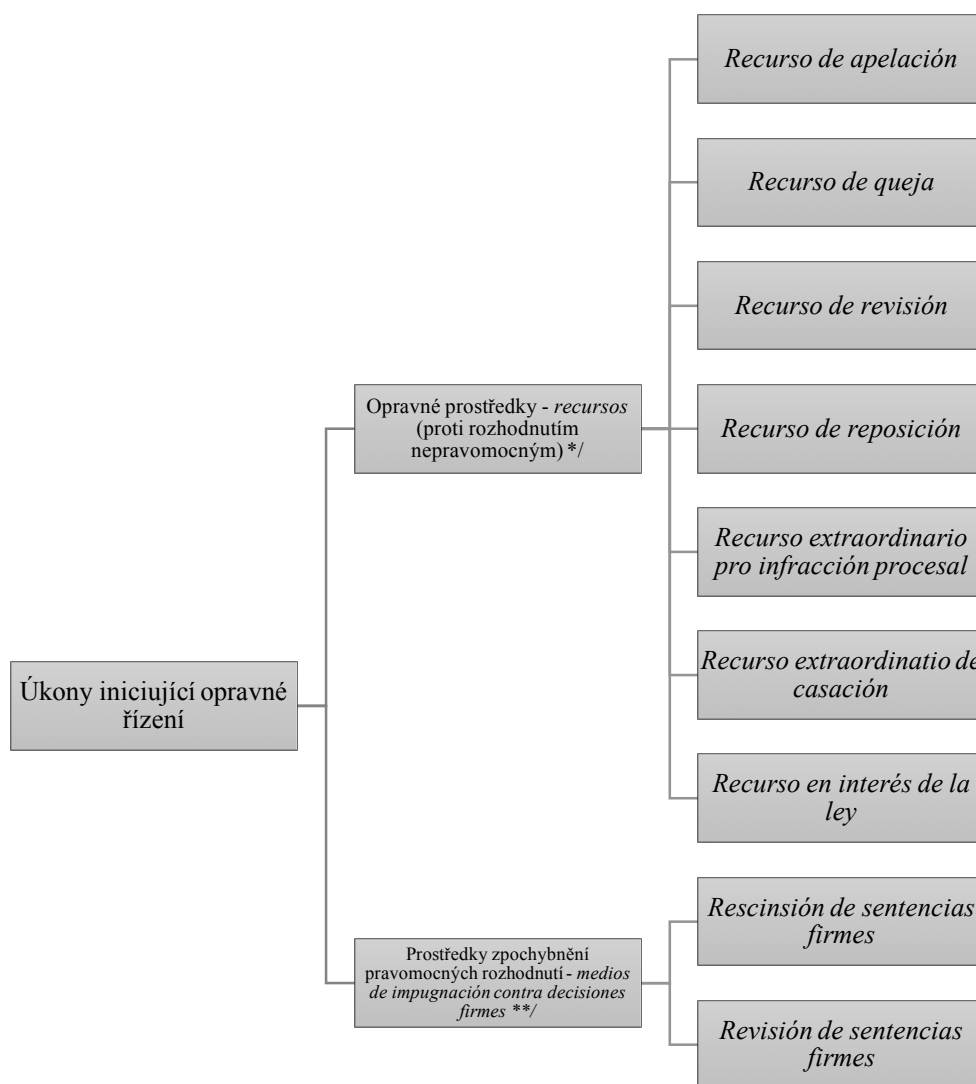 Recurso de apelación
Recurso de queja
Recurso de revisión
Opravné prostředky - recursos
(proti rozhodnutím
nepravomocným) */
Recurso de reposición
Recurso extraordinario
pro infracción procesal
Úkony iniciující opravné
řízení
Recurso extraordinatio de
casación
Recurso en interés de la
ley
Prostředky zpochybnění
pravomocných rozhodnutí - medios
de impugnación contra decisiones
firmes **/
Rescinsión de sentencias
firmes
Revisión de sentencias
firmes